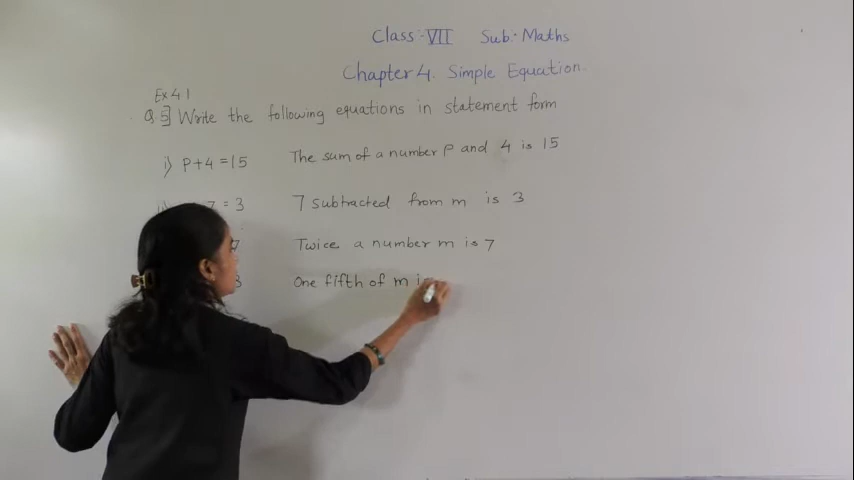 Class-VII Sub. Maths
Chapter 4. Simple Equation.
Ex 4.1
Q 5] Write the following equations in statement form
i) P+4 =15 The sum of a number P and 4 is 15
7 = 3 7 subtracted from m is 3
7 Twice a number m is 7
3 One fifth of m is